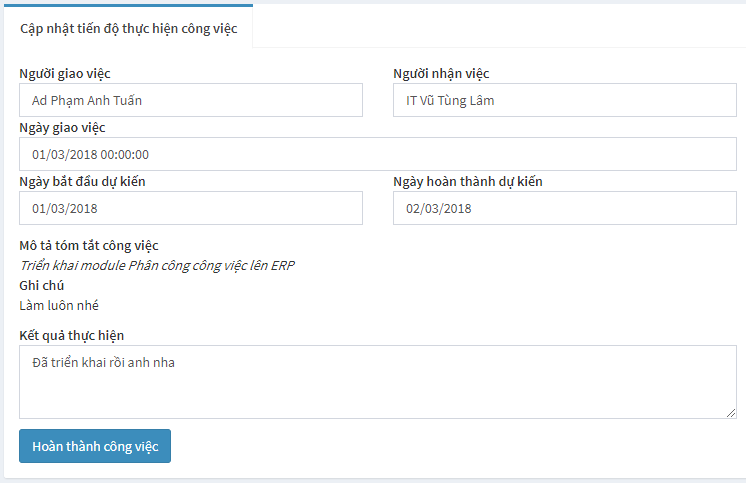 Cập nhật tiến độ thực hiện công việc
Người giao việc
Người nhận việc
Ad Phạm Anh Tuấn
IT Vũ Tùng Lâm
Ngày giao việc
01/03/2018 00:00:00
Ngày bắt đầu dự kiến
Ngày hoàn thành dự kiến
01/03/2018
02/03/2018
Mô tả tóm tắt công việc
Triển khai module Phân công công việc lên ERP
Ghi chú
Làm luôn nhé
Kết quả thực hiện
Đã triển khai rồi anh nha
Hoàn thành công việc